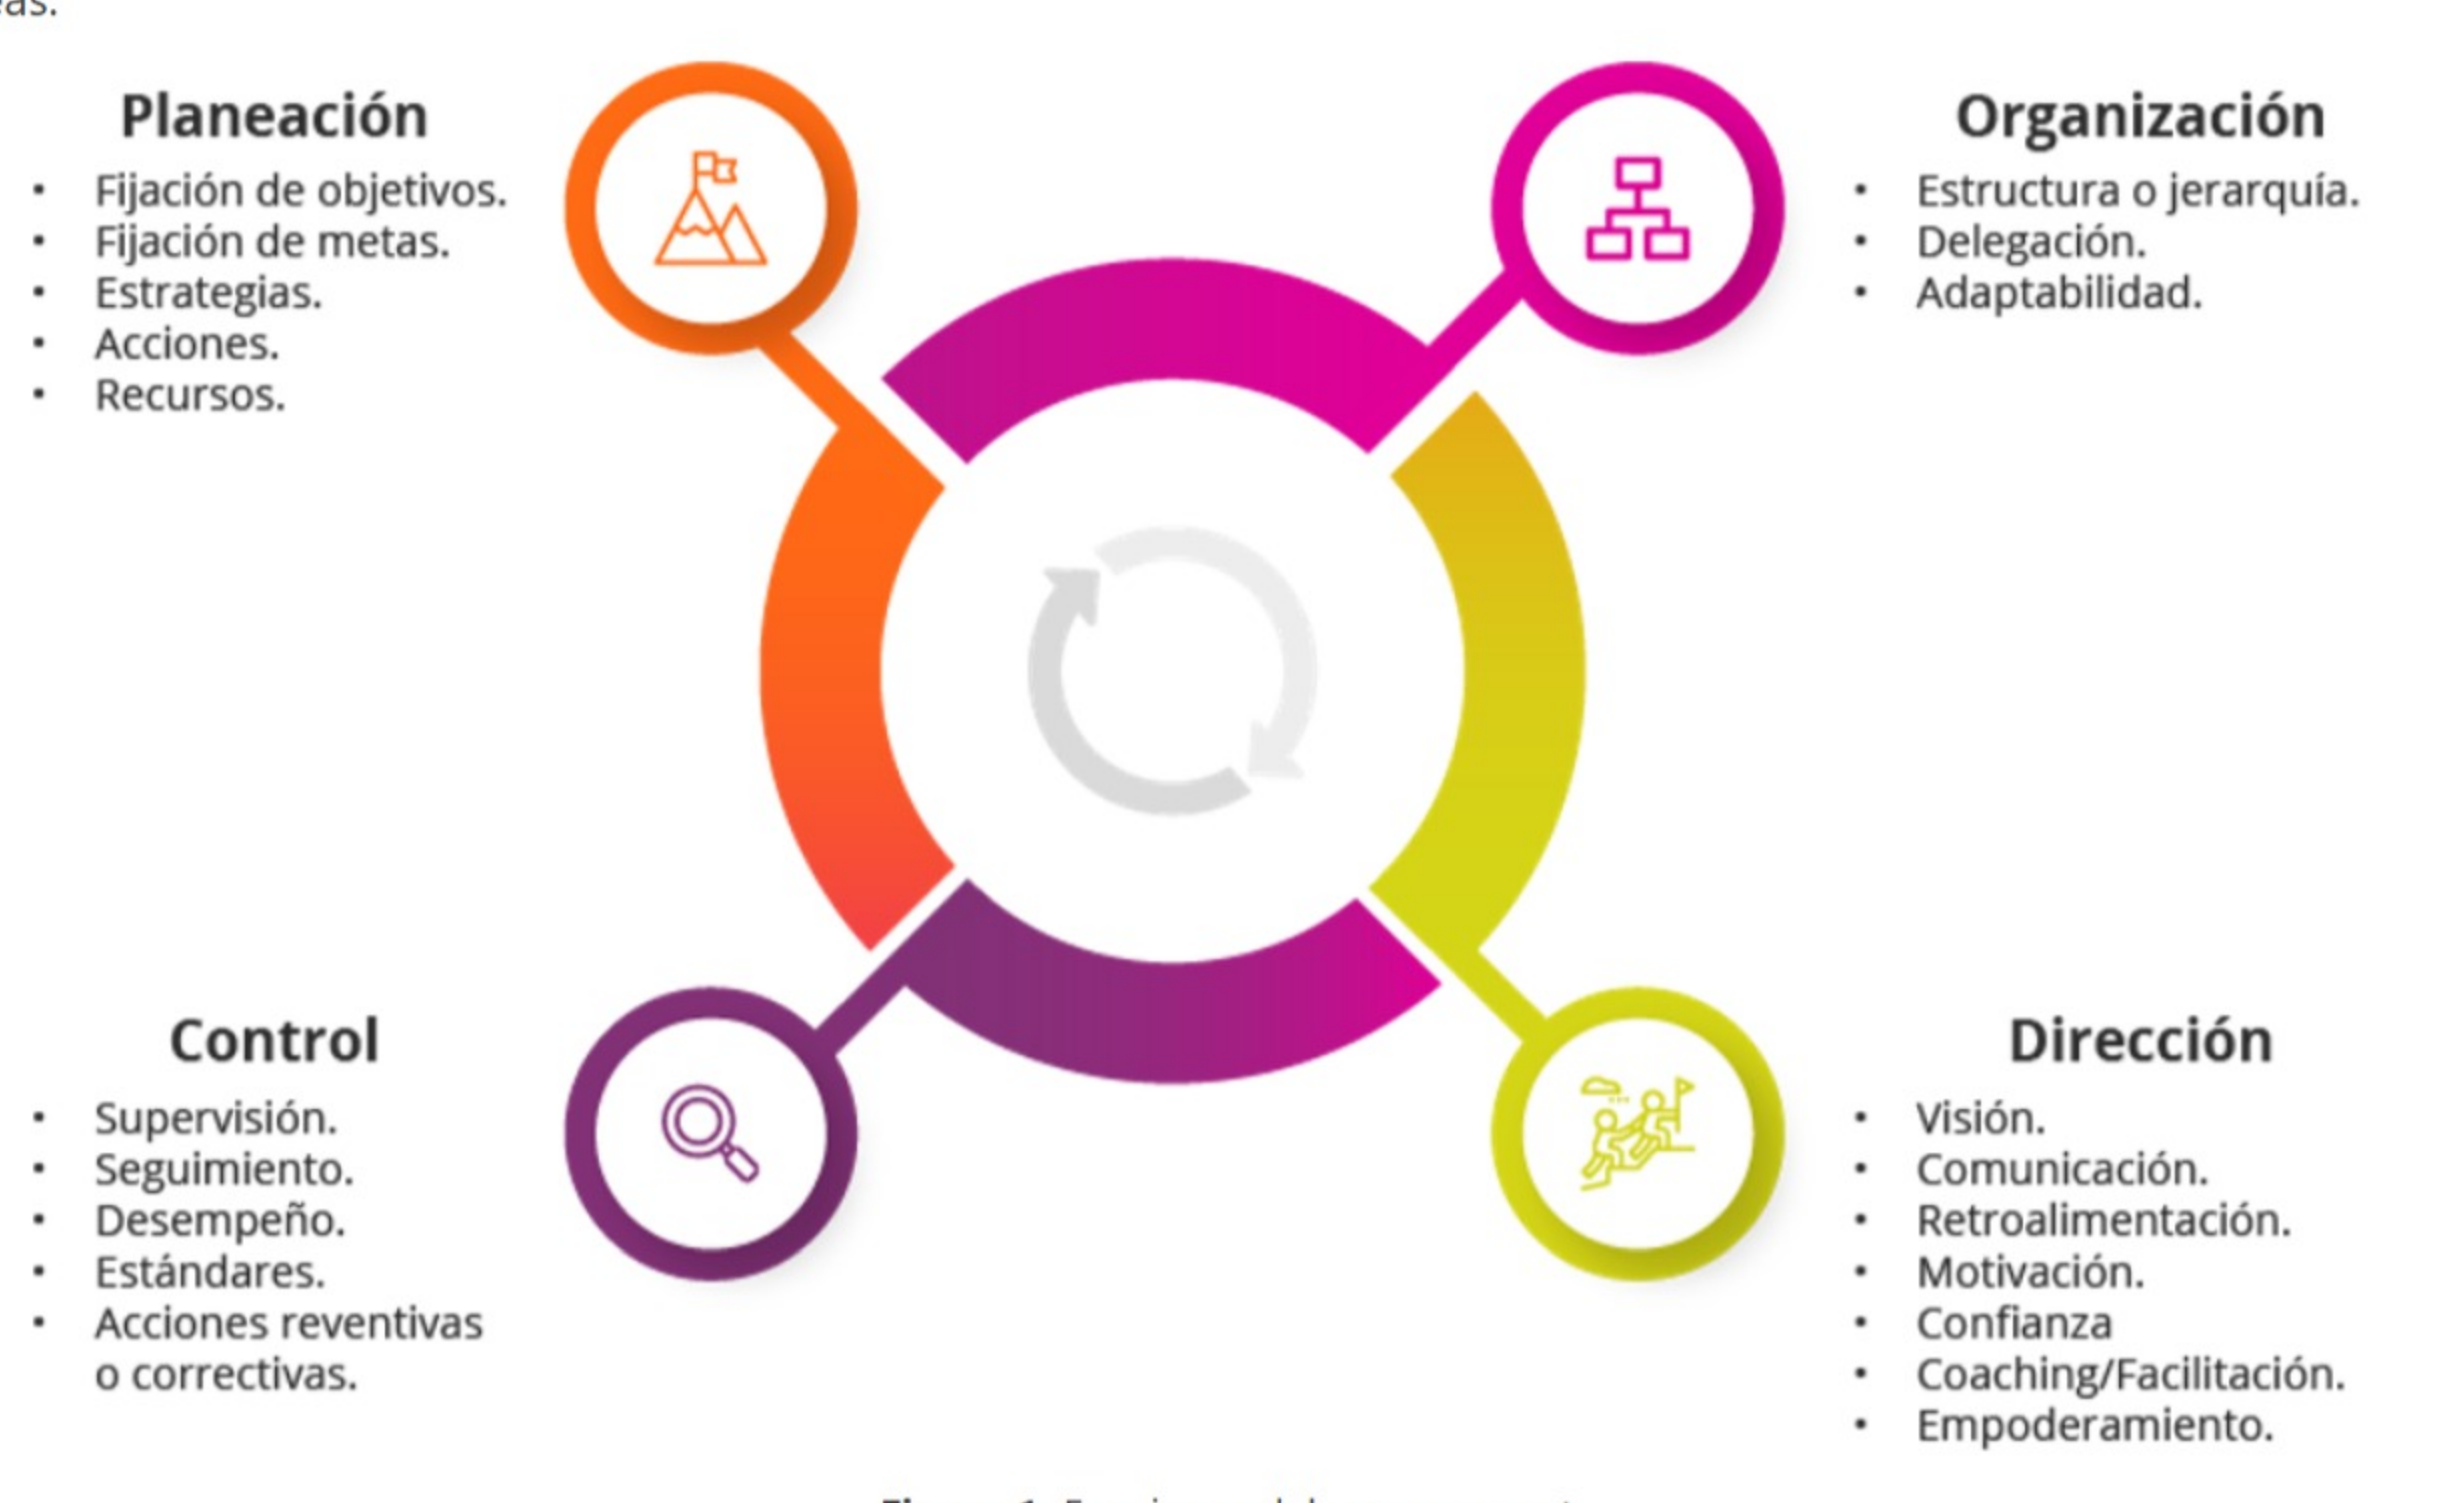 Planeación
• Fijación de objetivos.
• Fijación de metas.
• Estrategias.
• Acciones.
• Recursos.
Organización
• Estructura o jerarquía.
• Delegación.
• Adaptabilidad.
Control
• Supervisión.
• Seguimiento.
• Desempeño.
• Estándares.
• Acciones reventivas
o correctivas.
Dirección
• Visión.
• Comunicación.
• Retroalimentación.
• Motivación.
• Confianza
• Coaching/Facilitación.
• Empoderamiento.